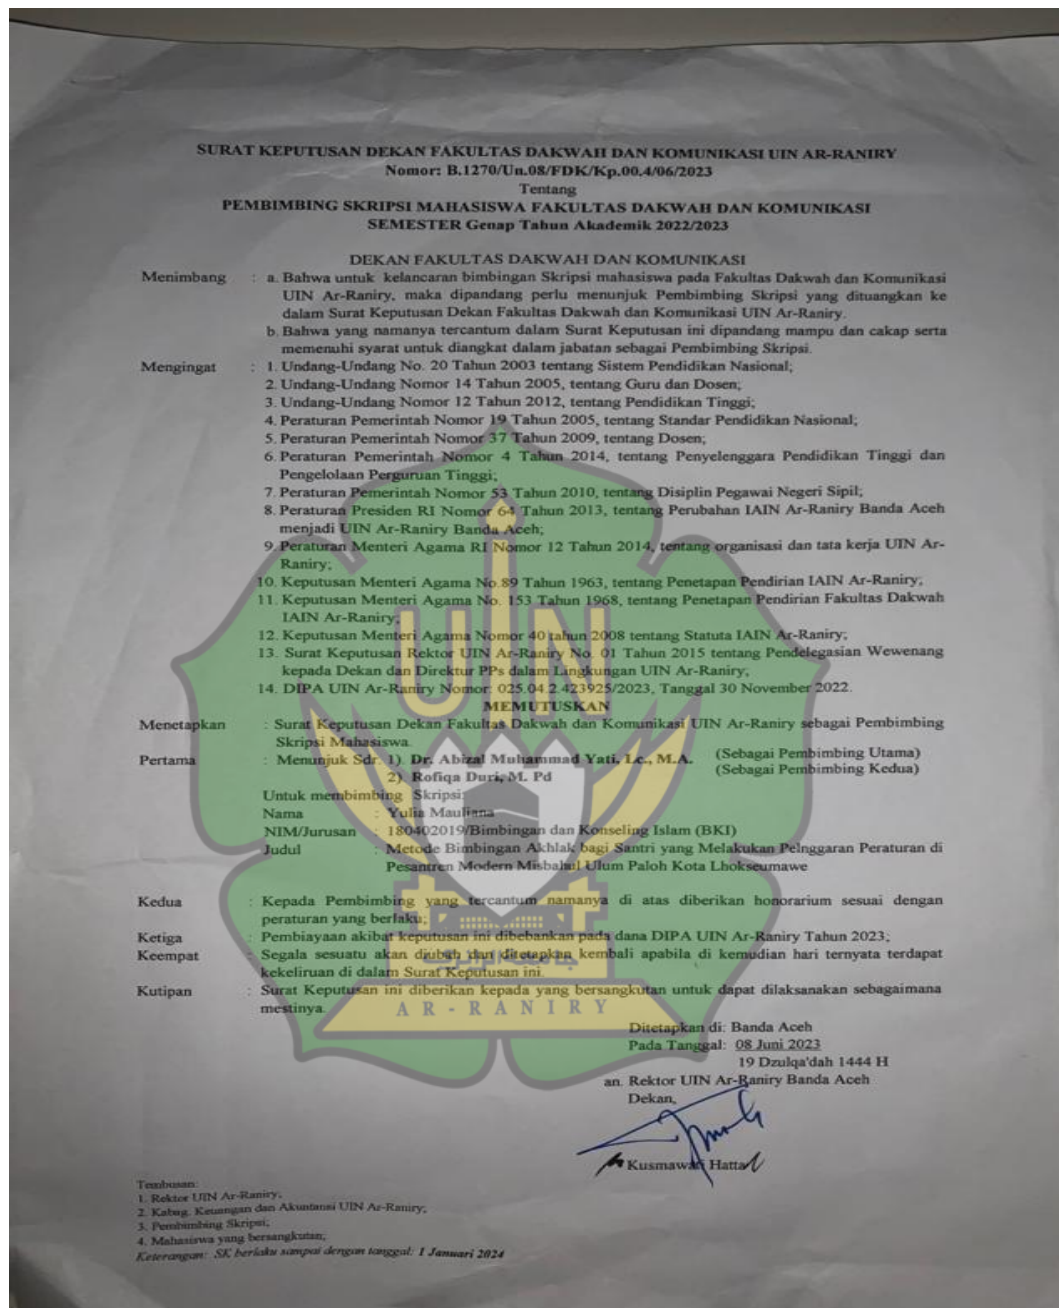 SURAT KEPUTUSAN DEKAN FAKULTAS DAKWAH DAN KOMUNIKASI UIN AR-RANIRY
Nomor: B.1270/Un.08/FDK/Kp.00.4/06/2023
Tentang
PEMBIMBING SKRIPSI MAHASISWA FAKULTAS DAKWAH DAN KOMUNIKASI
SEMESTER Genap Tahun Akademik 2022/2023
DEKAN FAKULTAS DAKWAH DAN KOMUNIKASI
Menimbang : a. Bahwa untuk kelancaran bimbingan Skripsi mahasiswa pada Fakultas Dakwah dan Komunikasi
UIN Ar-Raniry, maka dipandang perlu menunjuk Pembimbing Skripsi yang dituangkan ke
dalam Surat Keputusan Dekan Fakultas Dakwah dan Komunikasi UIN Ar-Raniry.
b. Bahwa yang namanya tercantum dalam Surat Keputusan ini dipandang mampu dan cakap serta
memenuhi syarat untuk diangkat dalam jabatan sebagai Pembimbing Skripsi.
Mengingat : 1. Undang-Undang No. 20 Tahun 2003 tentang Sistem Pendidikan Nasional;
2. Undang-Undang Nomor 14 Tahun 2005, tentang Guru dan Dosen;
3. Undang-Undang Nomor 12 Tahun 2012, tentang Pendidikan Tinggi;
4. Peraturan Pemerintah Nomor 19 Tahun 2005, tentang Standar Pendidikan Nasional;
5. Peraturan Pemerintah Nomor 37 Tahun 2009, tentang Dosen;
6. Peraturan Pemerintah Nomor 4 Tahun 2014, tentang Penyelenggara Pendidikan Tinggi dan
Pengelolaan Perguruan Tinggi;
7. Peraturan Pemerintah Nomor 53 Tahun 2010, tentang Disiplin Pegawai Negeri Sipil;
8. Peraturan Presiden RI Nomor 64 Tahun 2013, tentang Perubahan IAIN Ar-Raniry Banda Aceh
menjadi UIN Ar-Raniry Banda Aceh;
9. Peraturan Menteri Agama RI Nomor 12 Tahun 2014, tentang organisasi dan tata kerja UIN Ar-
Raniry;
10. Keputusan Menteri Agama No.89 Tahun 1963, tentang Penetapan Pendirian IAIN Ar-Raniry;
11. Keputusan Menteri Agama No. 153 Tahun 1968, tentang Penetapan Pendirian Fakultas Dakwah
IAIN Ar-Raniry;
12. Keputusan Menteri Agama Nomor 40 tahun 2008 tentang Statuta IAIN Ar-Raniry;
13. Surat Keputusan Rektor UIN Ar-Raniry No. 01 Tahun 2015 tentang Pendelegasian Wewenang
kepada Dekan dan Direktur PPs dalam Lingkungan UIN Ar-Raniry;
14. DIPA UIN Ar-Raniry Nomor: 025.04.2.423925/2023, Tanggal 30 November 2022.
MEMUTUSKAN
Menetapkan : Surat Keputusan Dekan Fakultas Dakwah dan Komunikasi UIN Ar-Raniry sebagai Pembimbing
Skripsi Mahasiswa.
Pertama : Menunjuk Sdr. 1) Dr. Abizal Muhammad Yati, Lc., M.A. (Sebagai Pembimbing Utama)
2) Rofiqa Duri, M. Pd (Sebagai Pembimbing Kedua)
Untuk membimbing Skripsi:
Nama : Yulia Mauliana
NIM/Jurusan : 180402019/Bimbingan dan Konseling Islam (BKI)
Judul : Metode Bimbingan Akhlak bagi Santri yang Melakukan Pelnggaran Peraturan di
Pesantren Modern Misbahul Ulum Paloh Kota Lhokseumawe
Kedua : Kepada Pembimbing yang tercantum namanya di atas diberikan honorarium sesuai dengan
peraturan yang berlaku;
Ketiga : Pembiayaan akibat keputusan ini dibebankan pada dana DIPA UIN Ar-Raniry Tahun 2023;
Keempat : Segala sesuatu akan diubah dan ditetapkan kembali apabila di kemudian hari ternyata terdapat
kekeliruan di dalam Surat Keputusan ini.
Kutipan : Surat Keputusan ini diberikan kepada yang bersangkutan untuk dapat dilaksanakan sebagaimana
mestinya.
UIN
جامعة الرانيري
AR-RANIRY
Ditetapkan di: Banda Aceh
Pada Tanggal: 08 Juni 2023
19 Dzulqa'dah 1444 H
an. Rektor UIN Ar-Raniry Banda Aceh
Dekan,
Kusmawati Hatta
Tembusan:
1. Rektor UIN Ar-Raniry;
2. Kabag. Keuangan dan Akuntansi UIN Ar-Raniry;
3. Pembimbing Skripsi;
4. Mahasiswa yang bersangkutan;
Keterangan: SK berlaku sampai dengan tanggal: 1 Januari 2024